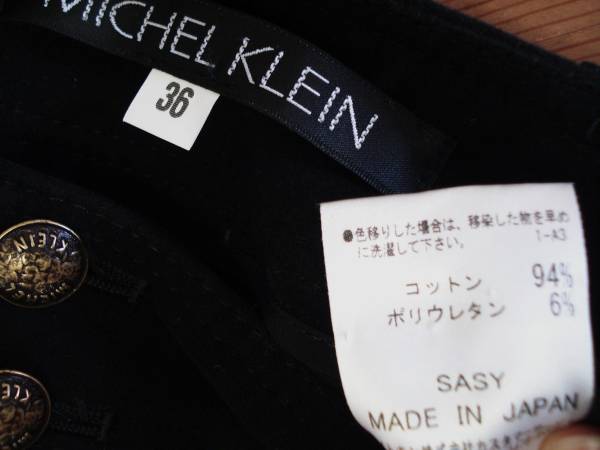 MICHEL KLEIN
36
●色移りした場合は、移染した物を早め
に洗濯して下さい。 1-A3
コットン 94%
ポリウレタン 6%
SASY
MADE IN JAPAN
KLEIN
KLEIN